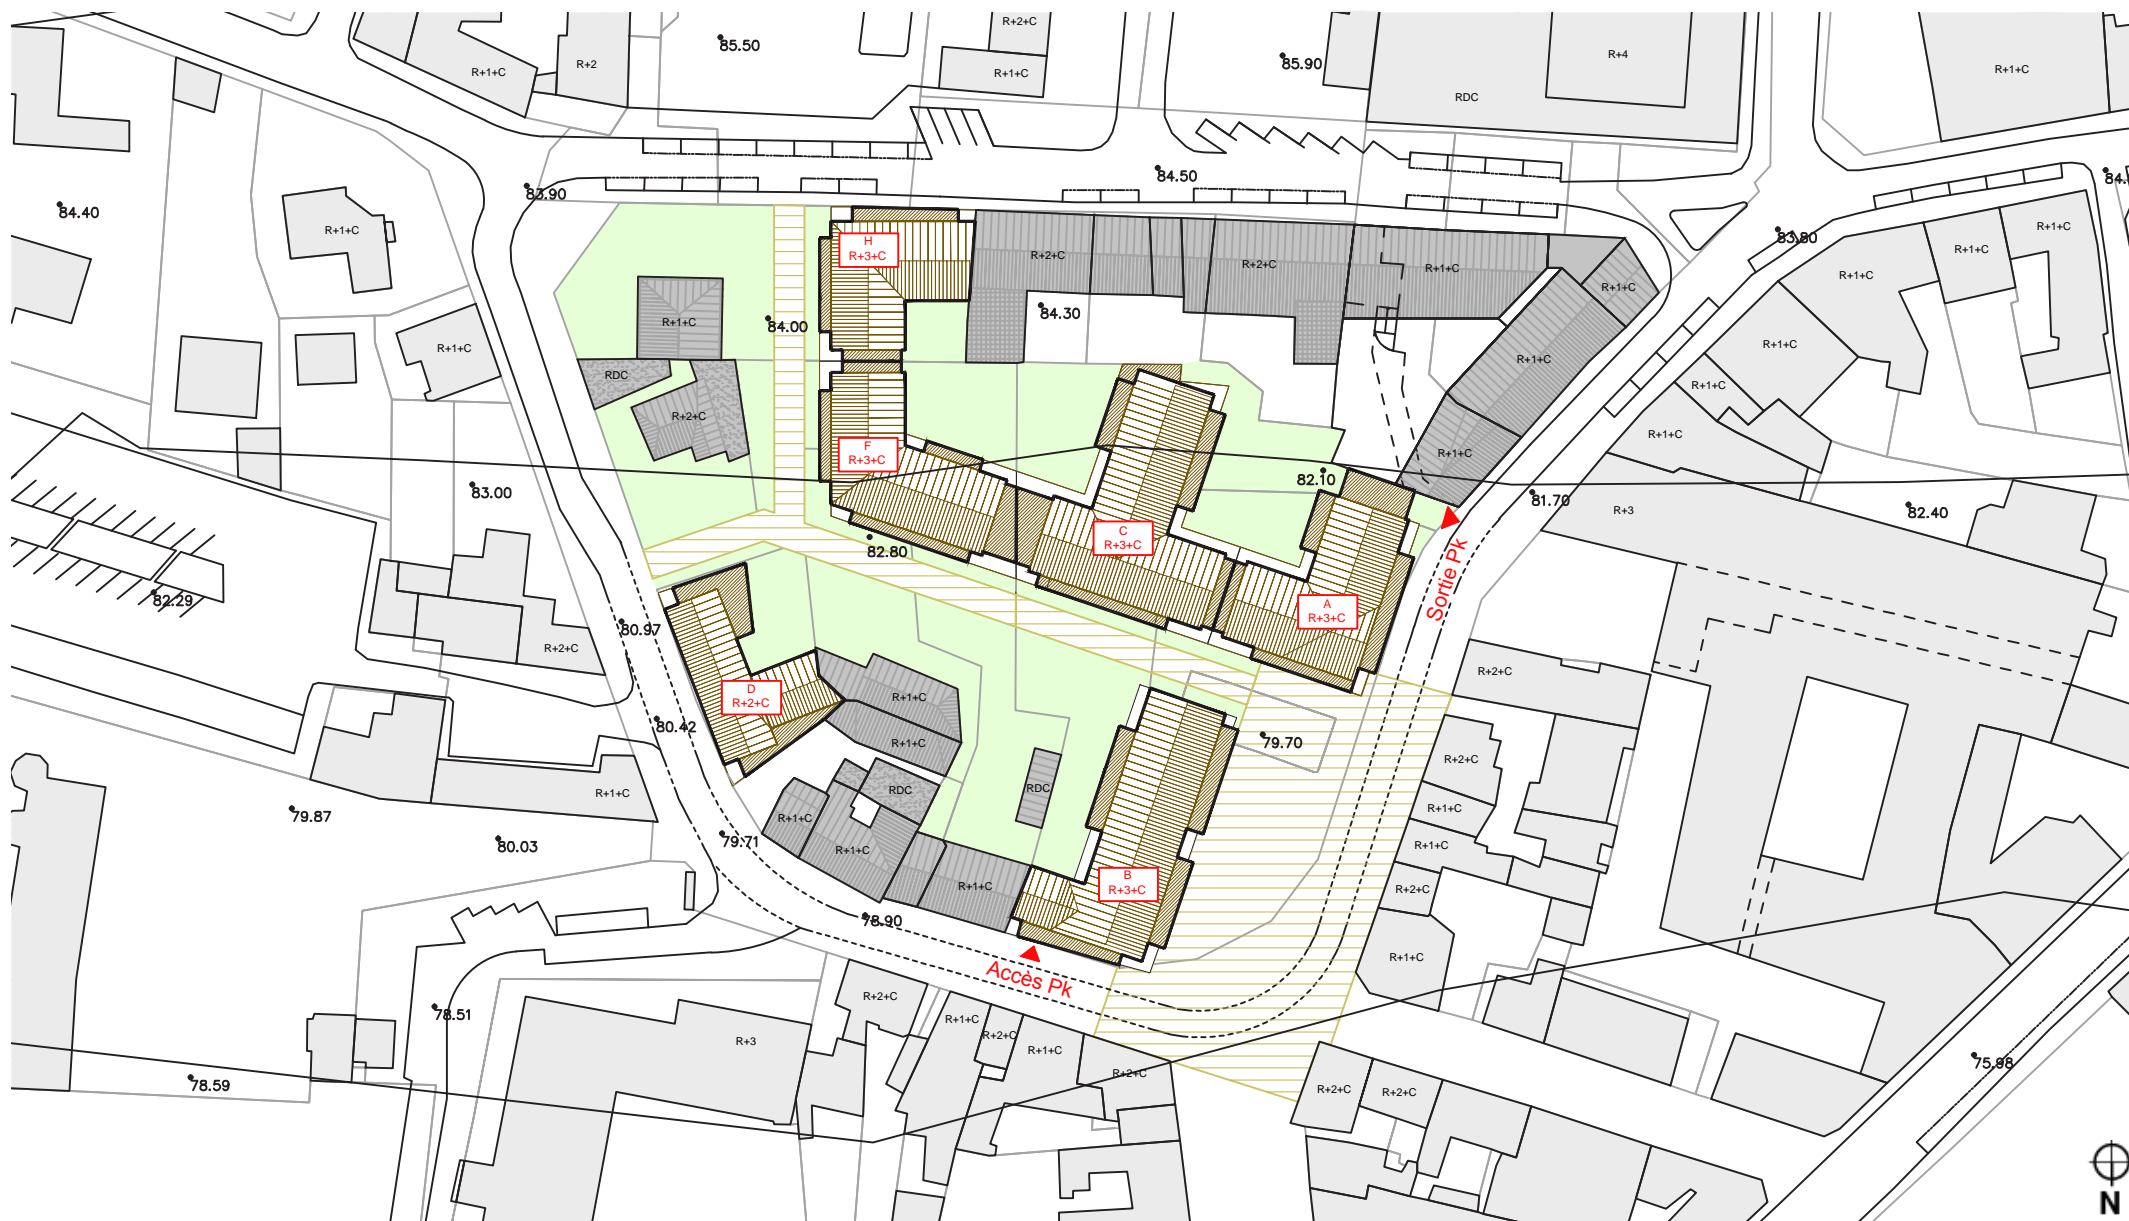 R+2+C
85.50
R+1+C
R+2
R+1+C
85.90
R+4
RDC
R+1+C
84.50
83.90
84.40
R+1+C
H
R+3+C
R+2+C
R+2+C
R+1+C
R+1+C
83.80
R+1+C
R+1+C
R+1+C
84.00
84.30
R+1+C
R+1+C
R+1+C
R+1+C
R+1+C
RDC
R+2+C
F
R+3+C
R+1+C
R+1+C
83.00
82.10
81.70
R+3
82.40
82.80
C
R+3+C
Sortie Pk
82.29
80.97
R+2+C
A
R+3+C
D
R+2+C
R+1+C
R+2+C
80.42
R+1+C
79.70
R+2+C
R+1+C
RDC
RDC
79.87
R+1+C
R+1+C
79.71
80.03
R+1+C
R+1+C
R+1+C
B
R+3+C
R+2+C
78.90
R+1+C
Accès Pk
R+2+C
78.51
R+1+C
R+2+C
R+1+C
R+3
R+2+C
78.59
R+2+C
R+2+C
75.98
N